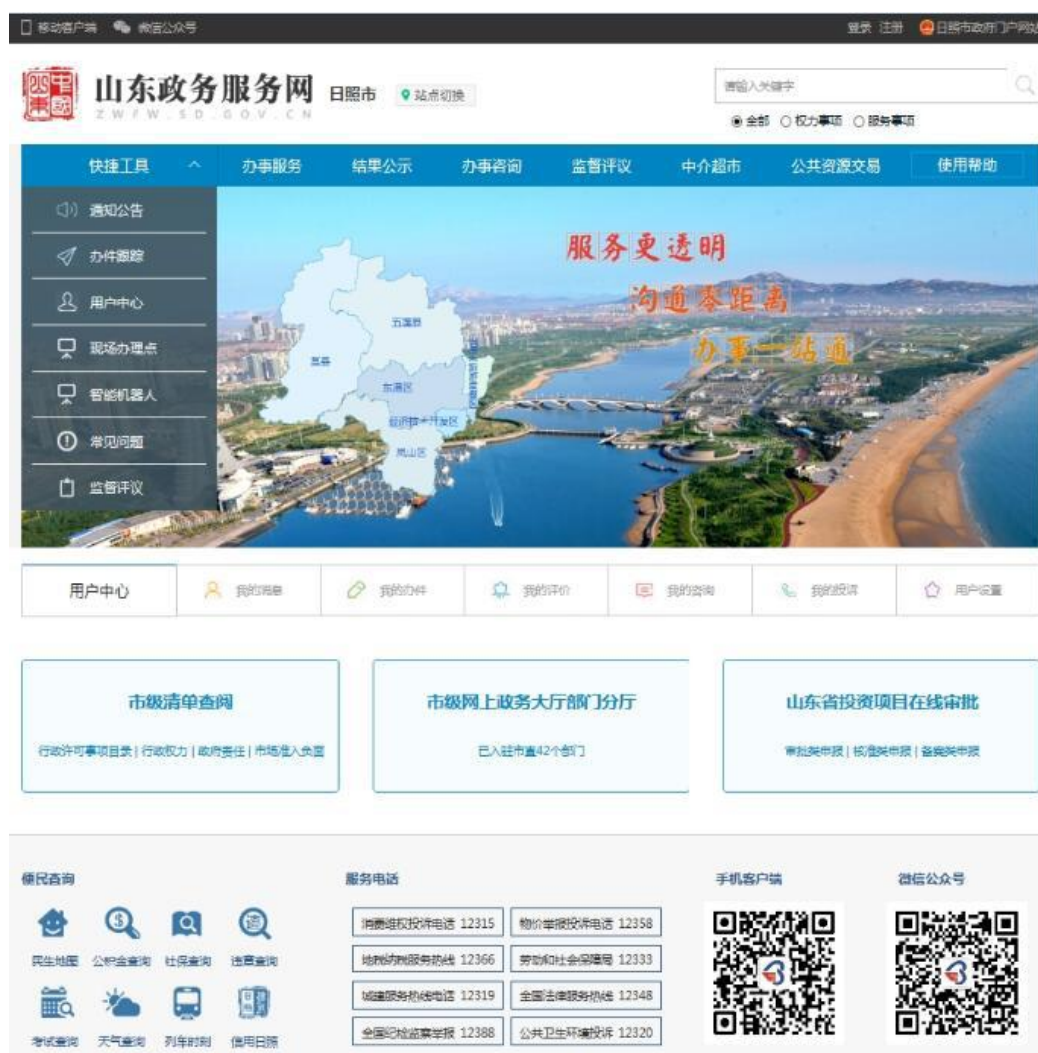 移动客户端 微信公众号 登录 注册 日照市政府门户网站
山东政务服务网 日照市 站点切换 请输入关键字
ZWFW.SD.GOV.CN
全部 权力事项 服务事项
快捷工具 办事服务 结果公示 办事咨询 监督评议 中介超市 公共资源交易 使用帮助
通知公告
办件跟踪
用户中心
现场办理点
智能机器人
常见问题
监督评议
服务更透明
沟通零距离
办事一站通
五莲县
莒县
东港区
经济技术开发区
岚山区
用户中心 我的消息 我的办件 我的评价 我的咨询 我的投诉 用户设置
市级清单查阅 市级网上政务大厅部门分厅 山东省投资项目在线审批
行政许可事项目录 | 行政权力 | 政府责任 | 市场准入负面 已入驻市直42个部门 审批类申报 | 核准类申报 | 备案类申报
便民查询 服务电话 手机客户端 微信公众号
民生地图 公积金查询 社保查询 违章查询
考试查询 天气查询 列车时刻 信用日照
消费维权投诉电话 12315 物价举报投诉电话 12358
地税纳税服务热线 12366 劳动和社会保障局 12333
城建服务热线电话 12319 全国法律服务热线 12348
全国纪检监察举报 12388 公共卫生环境投诉 12320